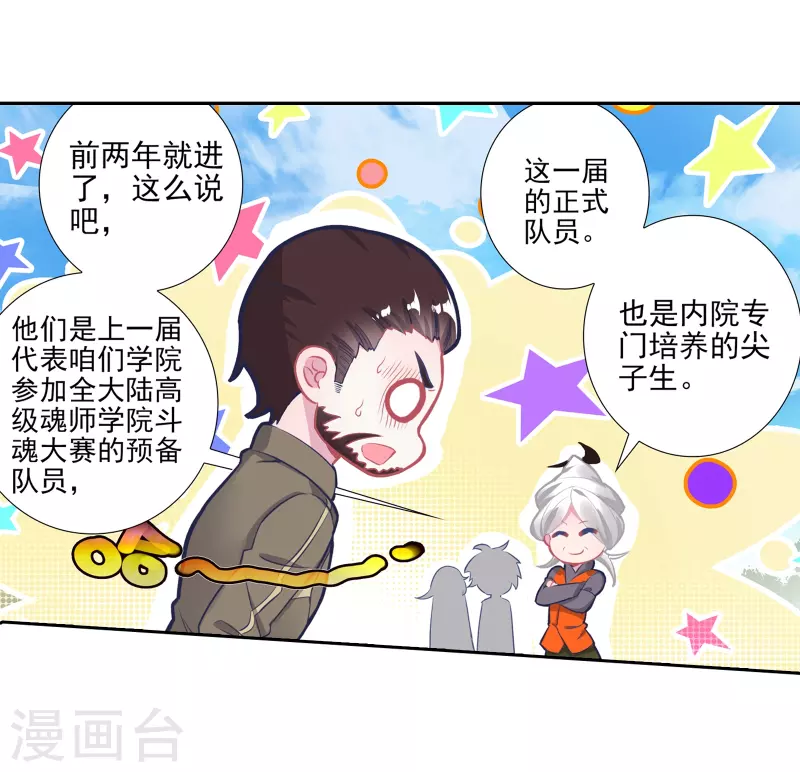 前两年就进
了，这么说
吧，
他们是上一届
代表咱们学院
参加全大陆高
级魂师学院斗
魂大赛的预备
队员，
这一届
的正式
队员。
也是内院专
门培养的尖
子生。
哈
漫画台